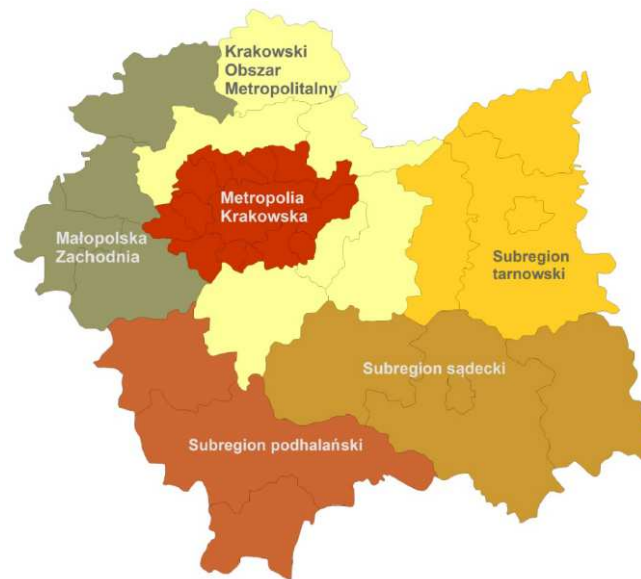 Krakowski
Obszar
Metropolitalny
Metropolia
Krakowska
Małopolska
Zachodnia
Subregion
tarnowski
Subregion sądecki
Subregion podhalański